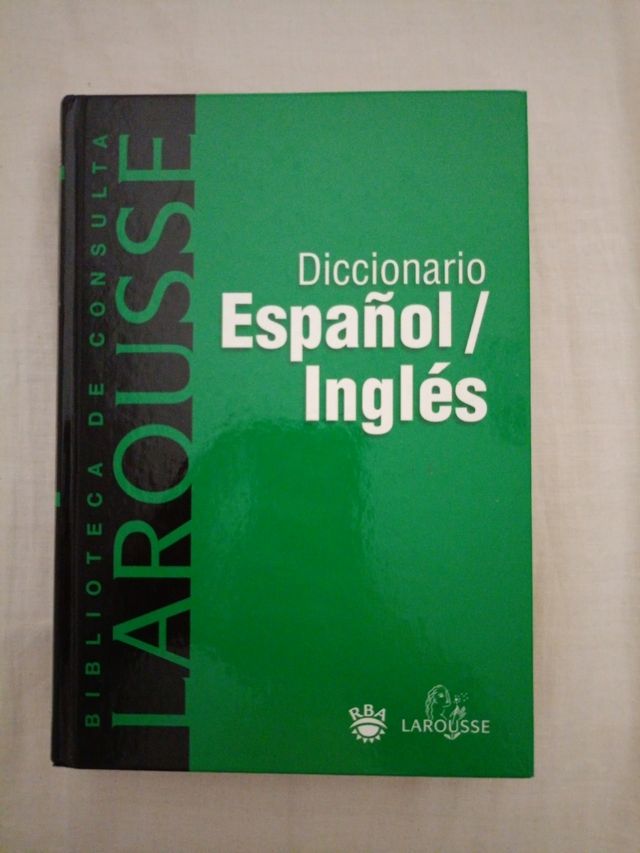 BIBLIOTECA DE CONSULTA
LAROUSSE
Diccionario
Español/
Inglés
RBA
LAROUSSE